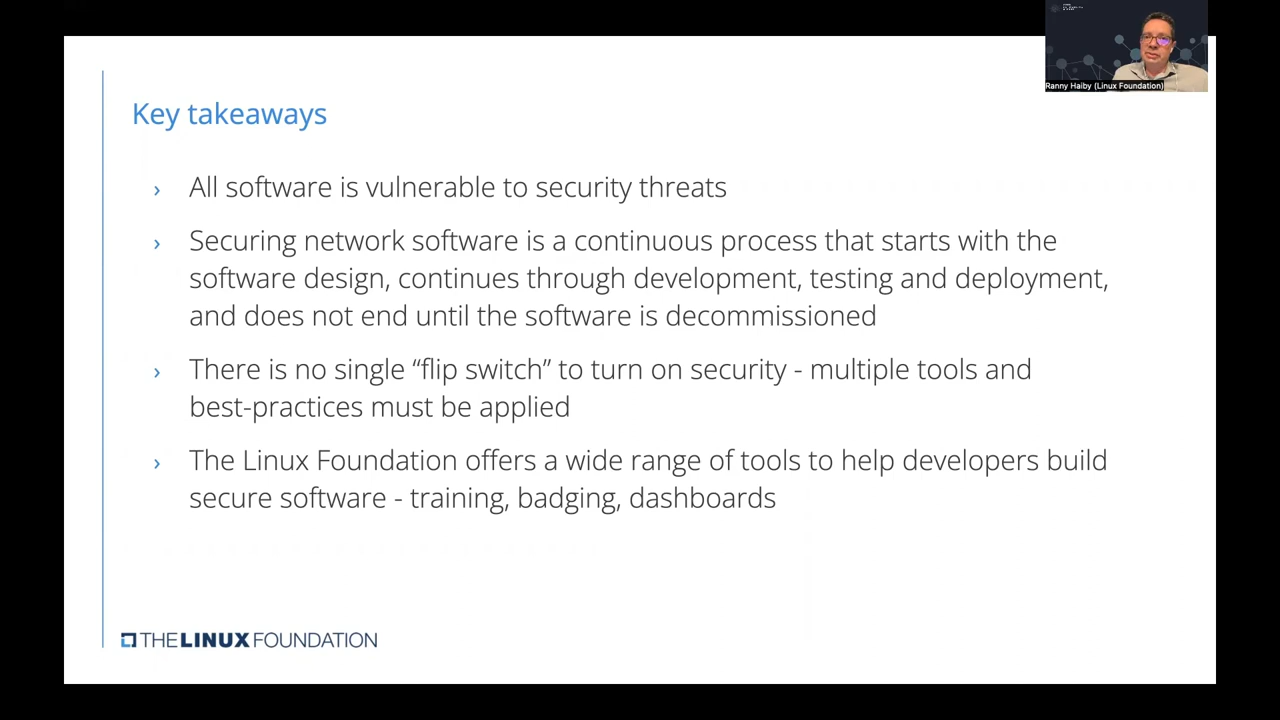 Ranny Haiby (Linux Foundation)
Key takeaways
› All software is vulnerable to security threats
› Securing network software is a continuous process that starts with the
software design, continues through development, testing and deployment,
and does not end until the software is decommissioned
› There is no single “flip switch” to turn on security - multiple tools and
best-practices must be applied
› The Linux Foundation offers a wide range of tools to help developers build
secure software - training, badging, dashboards
THE LINUX FOUNDATION